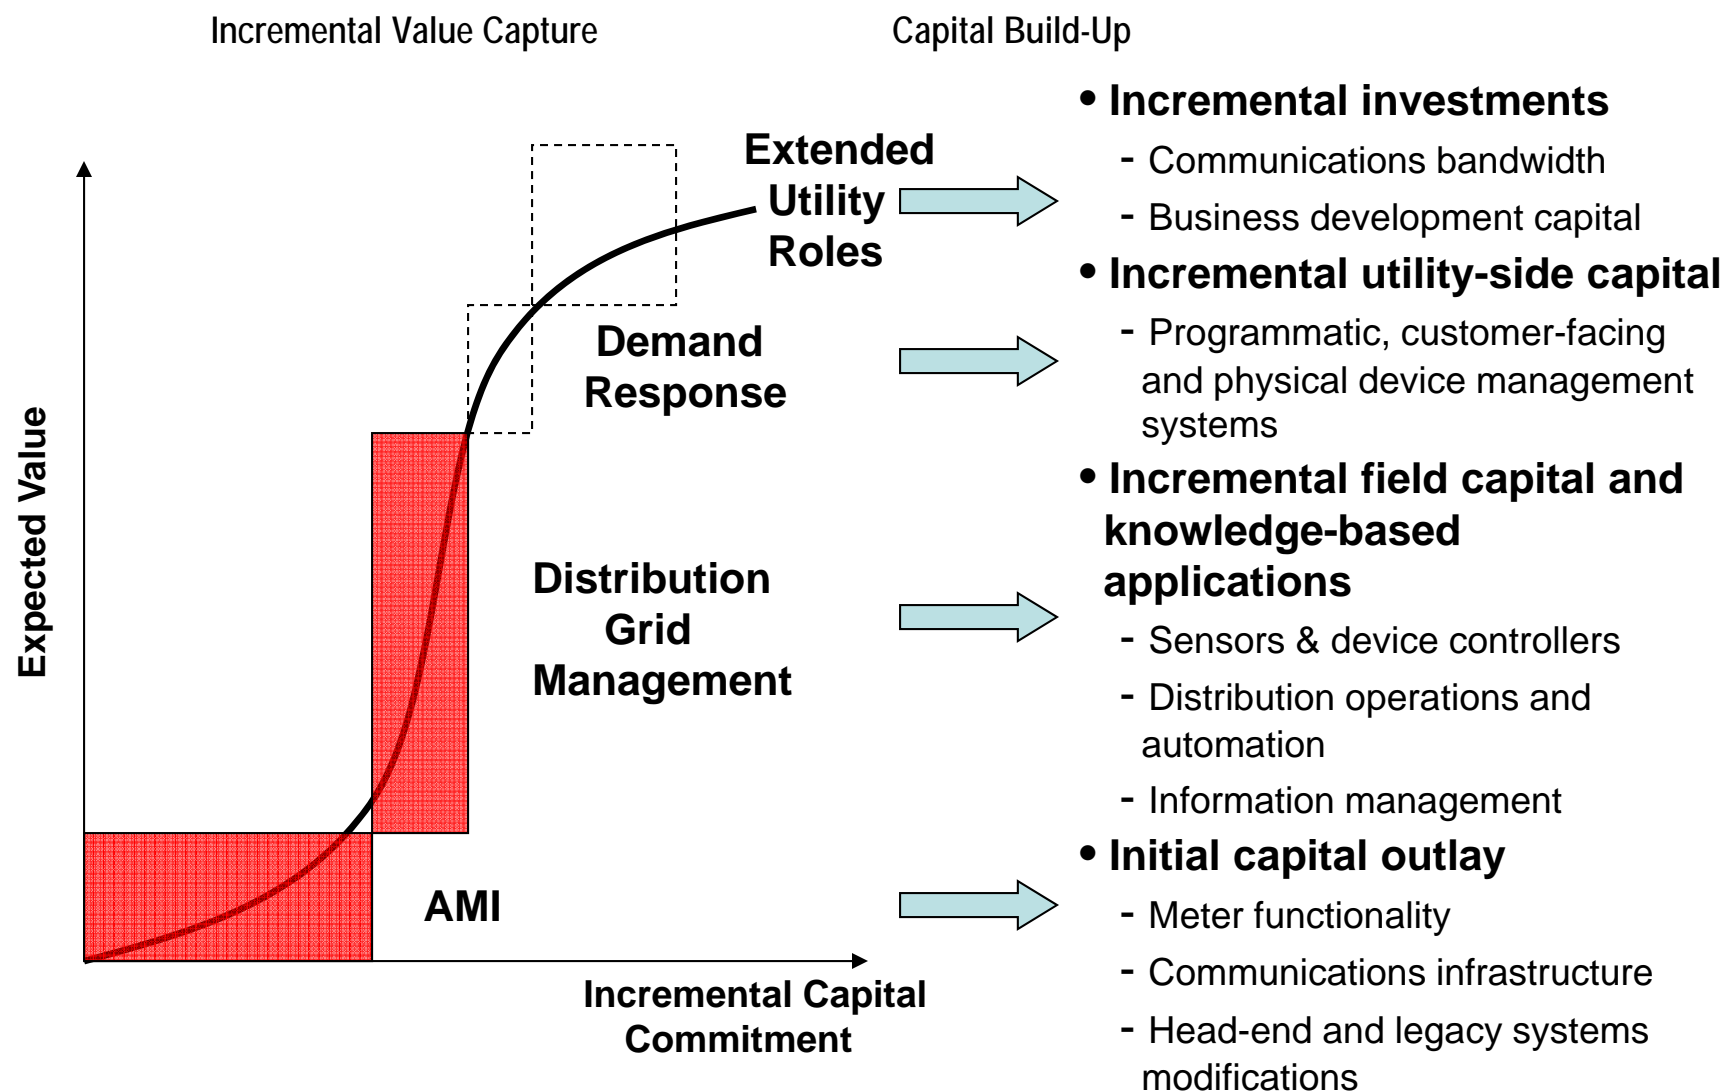 Incremental Value Capture
Capital Build-Up
Expected Value
Extended
Utility
Roles
Demand
Response
Distribution
Grid
Management
AMI
Incremental Capital
Commitment
• Incremental investments
- Communications bandwidth
- Business development capital
• Incremental utility-side capital
- Programmatic, customer-facing
and physical device management
systems
• Incremental field capital and
knowledge-based
applications
- Sensors & device controllers
- Distribution operations and
automation
- Information management
• Initial capital outlay
- Meter functionality
- Communications infrastructure
- Head-end and legacy systems
modifications